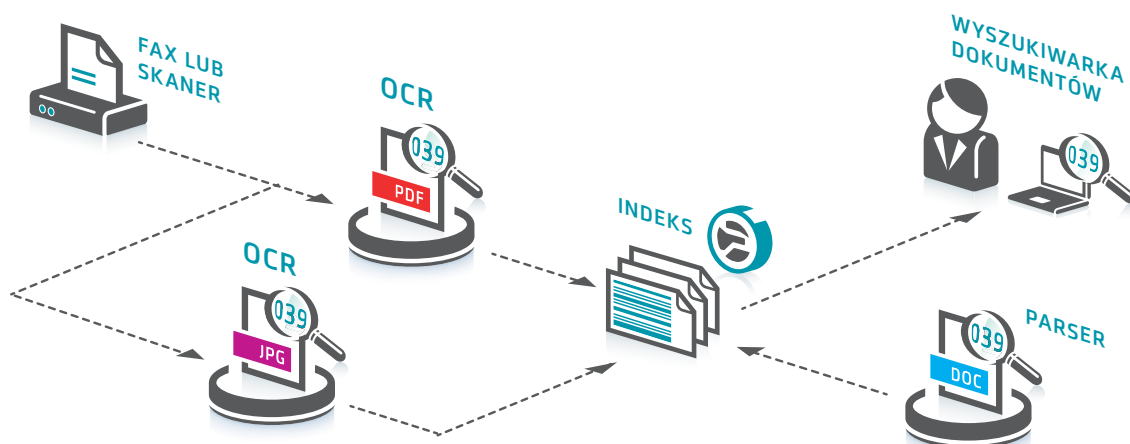 FAX LUB
SKANER
OCR
039
PDF
WYSZUKIWARKA
DOKUMENTÓW
039
INDEKS
OCR
039
JPG
PARSER
039
DOC